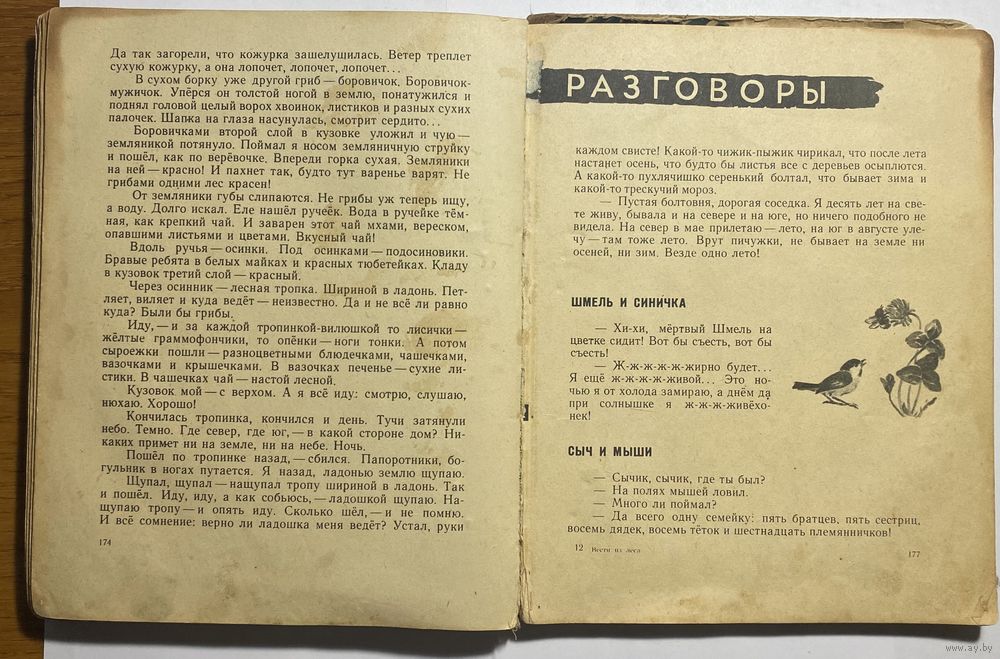 Да так загорели, что кожурка зашелушилась. Ветер треплет
сухую кожурку, а она лопочет, лопочет, лопочет...
В сухом борку уже другой гриб — боровичок. Боровичок-
мужичок. Упёрся он толстой ногой в землю, понатужился и
поднял головой целый ворох хвоинок, листиков и разных сухих
палочек. Шапка на глаза насунулась, смотрит сердито...
Боровичками второй слой в кузовке уложил и чую —
земляникой потянуло. Поймал я носом земляничную струйку
и пошёл, как по верёвочке. Впереди горка сухая. Земляники
на ней — красно! И пахнет так, будто тут варенье варят. Не
грибами одними лес красен!
От земляники губы слипаются. Не грибы уж теперь ищу,
а воду. Долго искал. Еле нашёл ручеёк. Вода в ручейке тём-
ная, как крепкий чай. И заварен этот чай мхами, вереском,
опавшими листьями и цветами. Вкусный чай!
Вдоль ручья — осинки. Под осинками — подосиновики.
Бравые ребята в белых майках и красных тюбетейках. Кладу
в кузовок третий слой — красный.
Через осинник — лесная тропка. Шириной в ладонь. Пет-
ляет, виляет и куда ведёт — неизвестно. Да и не всё ли равно
куда? Были бы грибы.
Иду, — и за каждой тропинкой-вилюшкой то лисички —
жёлтые граммофончики, то опёнки — ноги тонки. А потом
сыроежки пошли — разноцветными блюдечками, чашечками,
вазочками и крышечками. В вазочках печенье — сухие ли-
стики. В чашечках чай — настой лесной.
Кузовок мой — с верхом. А я всё иду: смотрю, слушаю,
нюхаю. Хорошо!
Кончилась тропинка, кончился и день. Тучи затянули
небо. Темно. Где север, где юг, — в какой стороне дом? Ни-
каких примет ни на земле, ни на небе. Ночь.
Пошёл по тропинке назад, — сбился. Папоротники, бо-
гульник в ногах путается. Я назад, ладонью землю щупаю.
Щупал, щупал — нащупал тропу шириной в ладонь. Так
и пошёл. Иду, иду, а как собьюсь, — ладошкой щупаю. На-
щупаю тропу — и опять иду. Сколько шёл, — и не помню.
И всё сомнение: верно ли ладошка меня ведёт? Устал, руки
174
РАЗГОВОРЫ
каждом свисте! Какой-то чижик-пыжик чирикал, что после лета
настанет осень, что будто бы листья все с деревьев осыплются.
А какой-то пухлячишко серенький болтал, что бывает зима и
какой-то трескучий мороз.
— Пустая болтовня, дорогая соседка. Я десять лет на све-
те живу, бывала и на севере и на юге, но ничего подобного не
видела. На север в мае прилетаю — лето, на юг в августе уле-
чу — там тоже лето. Врут пичужки, не бывает на земле ни
осеней, ни зим. Везде одно лето!
ШМЕЛЬ И СИНИЧКА
— Хи-хи, мёртвый Шмель на
цветке сидит! Вот бы съесть, вот бы
съесть!
— Ж-ж-ж-ж-ж-жирно будет...
Я ещё ж-ж-ж-ж-живой... Это но-
чью я от холода замираю, а днём да
при солнышке я ж-ж-ж-живёхо-
нек!
СЫЧ И МЫШИ
— Сычик, сычик, где ты был?
— На полях мышей ловил.
— Много ли поймал?
— Да всего одну семейку: пять братцев, пять сестриц,
восемь дядек, восемь тёток и шестнадцать племянничков!
12 Вести из леса
177
www.ay.by